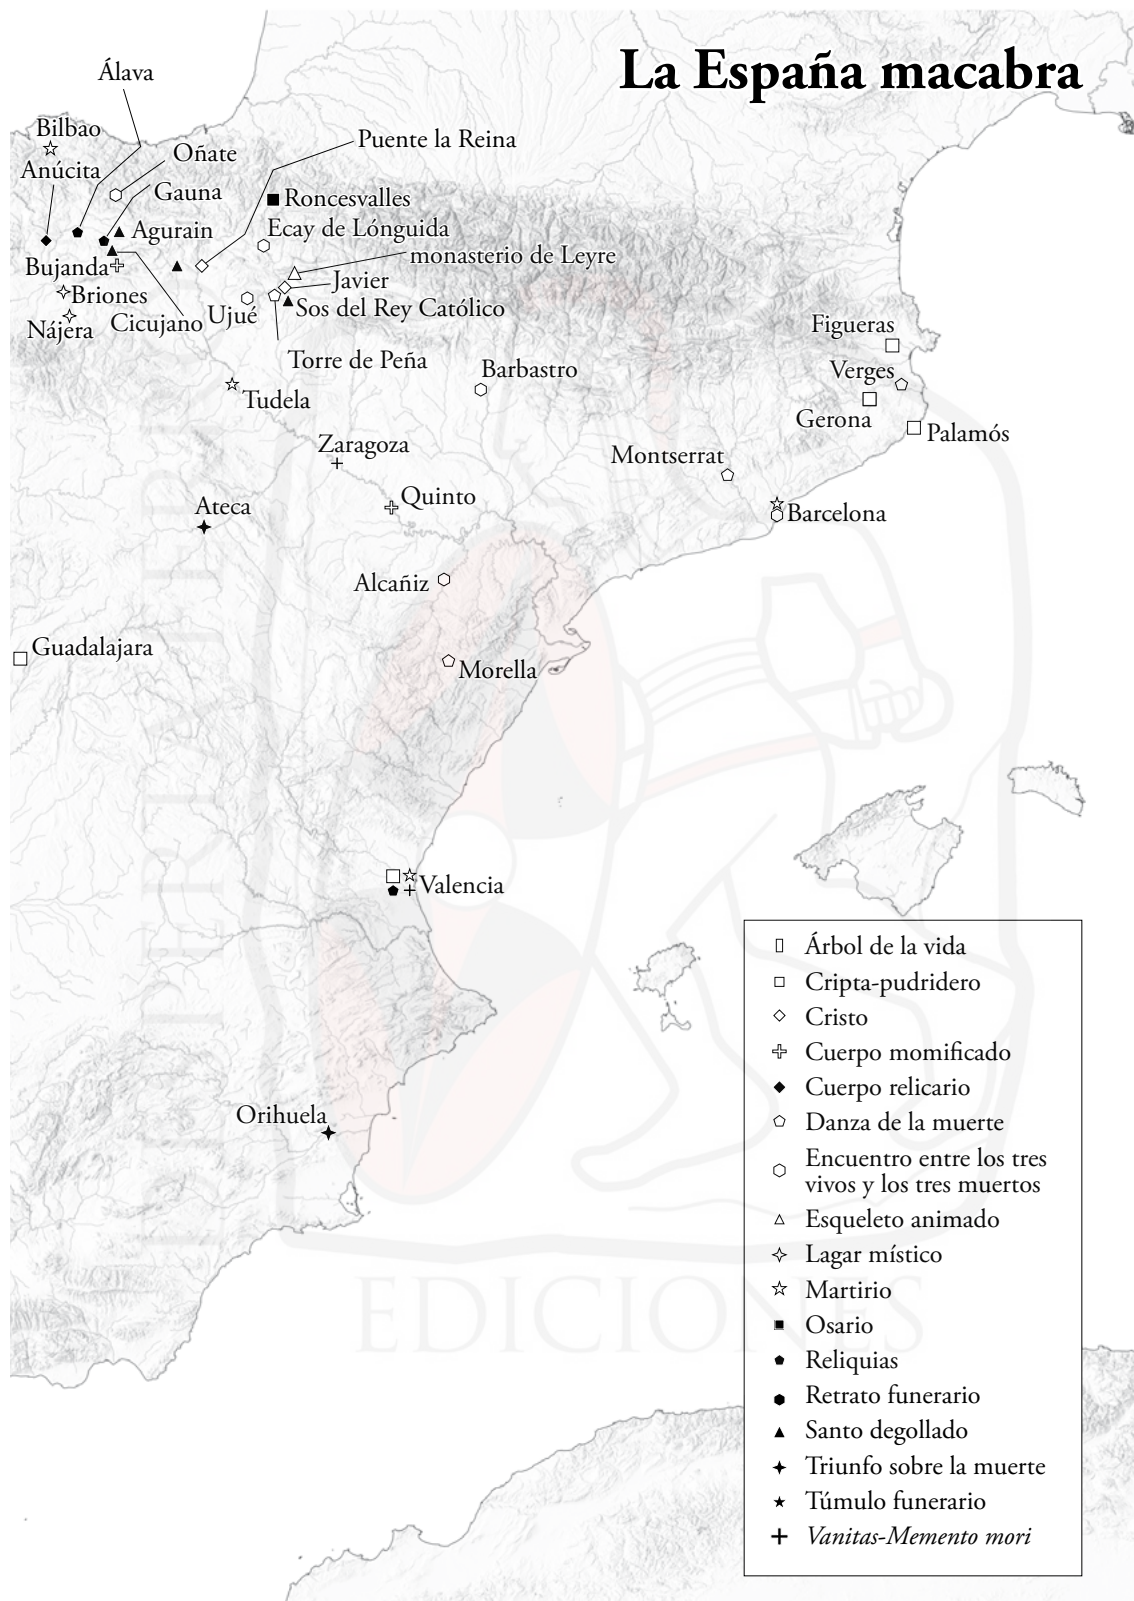 La España macabra
Álava
Bilbao
Anúcita
Oñate
Gauna
Puente la Reina
Roncesvalles
Agurain
Ecay de Lónguida
monasterio de Leyre
Bujanda
Briones
Javier
Nájera
Cicujano
Ujué
Sos del Rey Católico
Torre de Peña
Figueras
Barbastro
Verges
Tudela
Gerona
Palamós
Zaragoza
Montserrat
Quinto
Ateca
Barcelona
Alcañiz
Guadalajara
Morella
Valencia
Orihuela
Árbol de la vida
Cripta-pudridero
Cristo
Cuerpo momificado
Cuerpo relicario
Danza de la muerte
Encuentro entre los tres
vivos y los tres muertos
Esqueleto animado
Lagar místico
Martirio
Osario
Reliquias
Retrato funerario
Santo degollado
Triunfo sobre la muerte
Túmulo funerario
Vanitas-Memento mori
EDICIONES